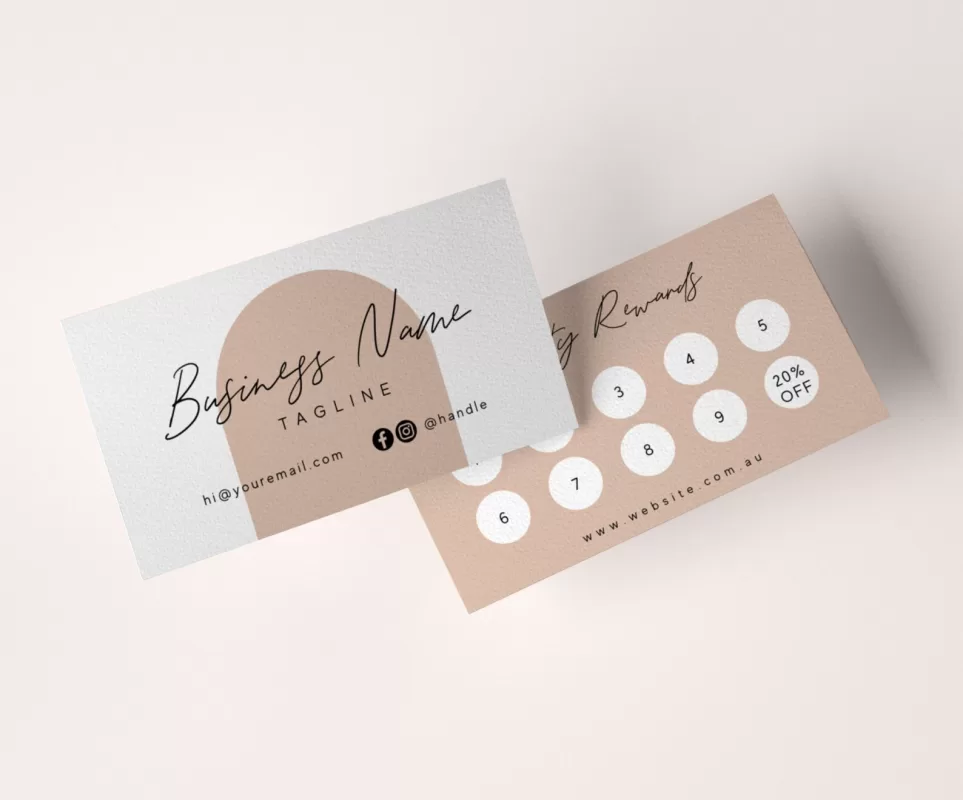 Business Name
TAGLINE
@handle
hi@youremail.com
Rewards
3 4 5
6 7 8 9 20% OFF
www.website.com.au